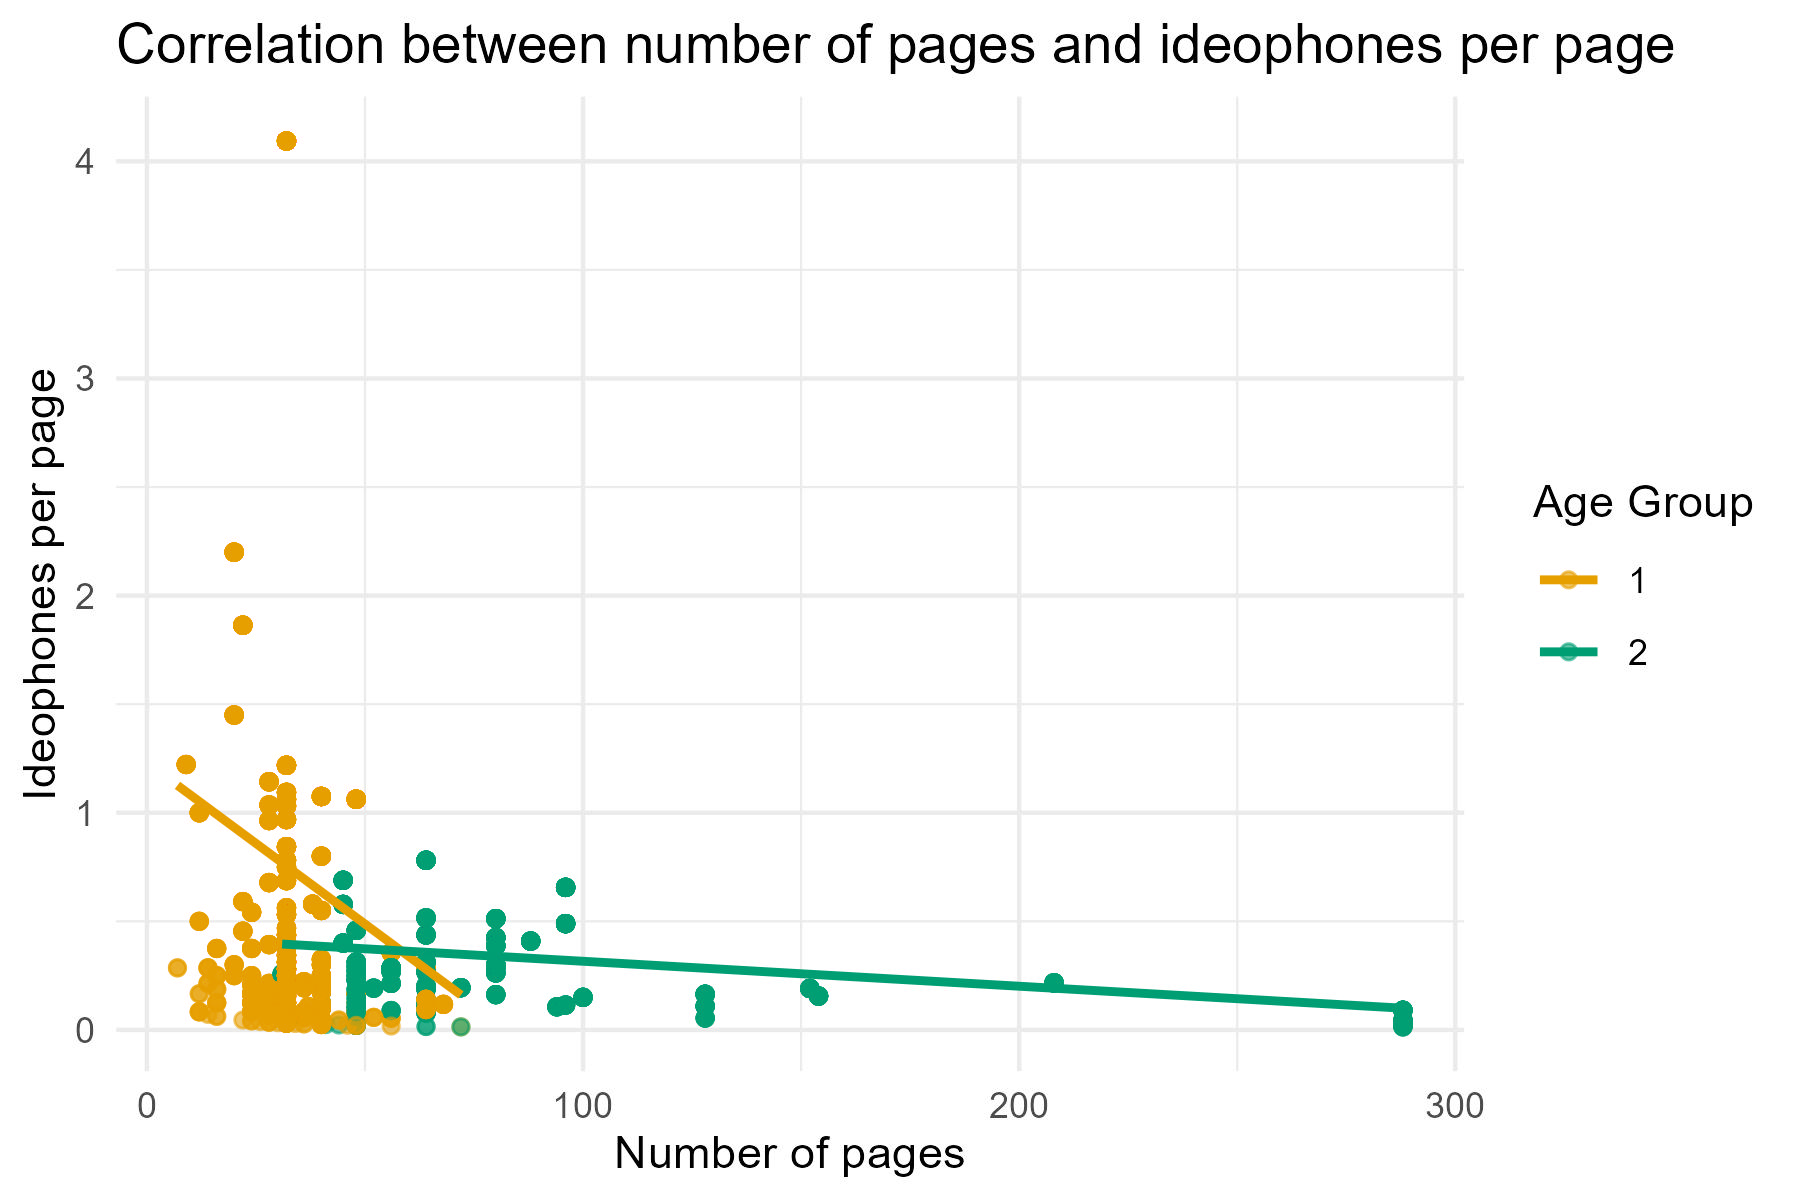 Correlation between number of pages and ideophones per page
Ideophones per page
4
3
2
1
0
0 100 200 300
Number of pages
Age Group
1
2